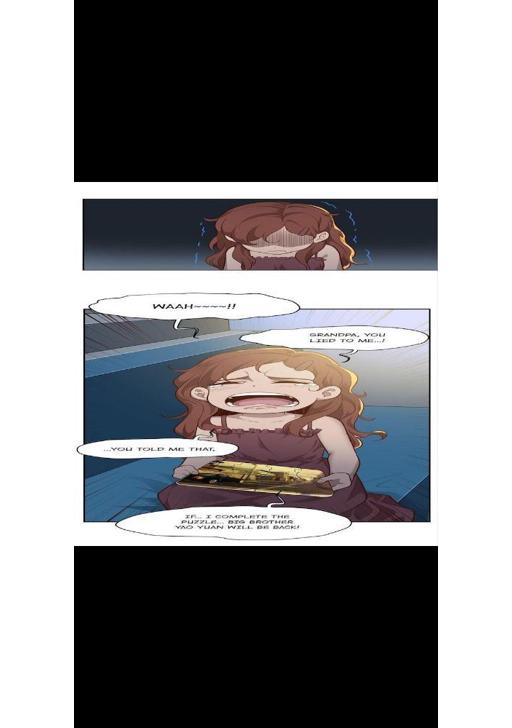 WAAH~~~~!!
GRANDPA, YOU
LIED TO ME...!
...YOU TOLD ME THAT,
IF... I COMPLETE THE
PUZZLE... BIG BROTHER
YAO YUAN WILL BE BACK!